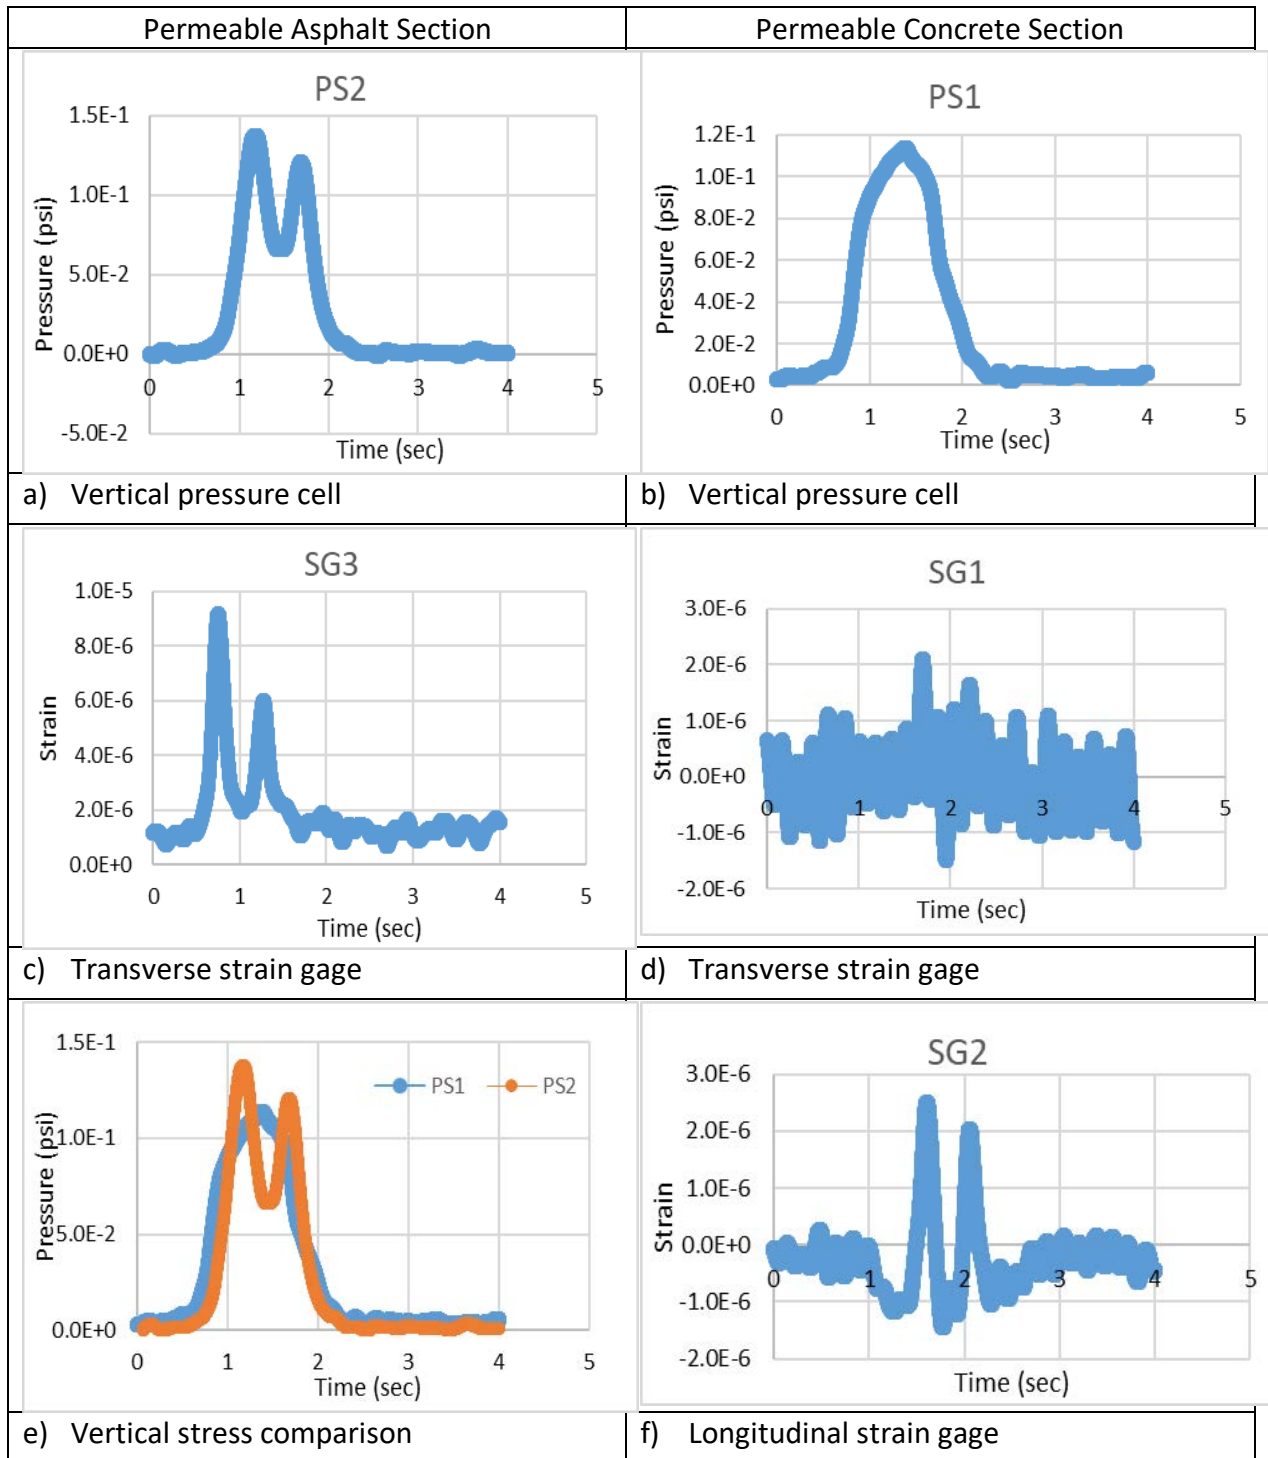 Permeable Asphalt Section
Permeable Concrete Section
PS2
1.5E-1
1.0E-1
5.0E-2
0.0E+0
-5.0E-2
0 1 2 3 4 5
Pressure (psi)
Time (sec)
PS1
1.2E-1
1.0E-1
8.0E-2
6.0E-2
4.0E-2
2.0E-2
0.0E+0
0 1 2 3 4 5
Pressure (psi)
Time (sec)
a) Vertical pressure cell
b) Vertical pressure cell
SG3
1.0E-5
8.0E-6
6.0E-6
4.0E-6
2.0E-6
0.0E+0
0 1 2 3 4 5
Strain
Time (sec)
SG1
3.0E-6
2.0E-6
1.0E-6
0.0E+0
-1.0E-6
-2.0E-6
0 1 2 3 4 5
Strain
Time (sec)
c) Transverse strain gage
d) Transverse strain gage
1.5E-1
1.0E-1
5.0E-2
0.0E+0
0 1 2 3 4 5
PS1 PS2
Pressure (psi)
Time (sec)
SG2
3.0E-6
2.0E-6
1.0E-6
0.0E+0
-1.0E-6
-2.0E-6
0 1 2 3 4 5
Strain
Time (sec)
e) Vertical stress comparison
f) Longitudinal strain gage